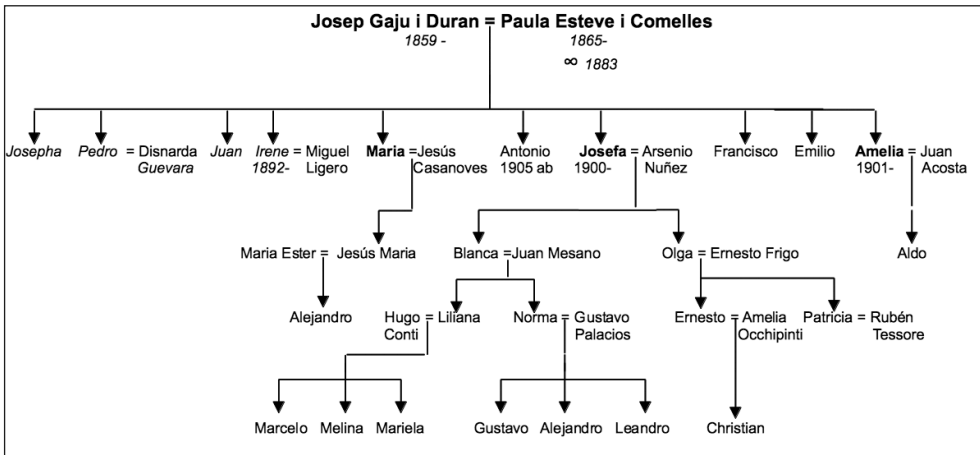 Josep Gaju i Duran = Paula Esteve i Comelles
1859 - 1865-
∞ 1883
Josepha Pedro = Disnarda Juan Irene = Miguel Maria =Jesús Antonio Josefa = Arsenio Francisco Emilio Amelia = Juan
Guevara 1892- Ligero Casanoves 1905 ab 1900- Nuñez 1901- Acosta
Maria Ester = Jesús Maria Blanca =Juan Mesano Olga = Ernesto Frigo Aldo
Alejandro Hugo = Liliana Norma = Gustavo Ernesto = Amelia Patricia = Rubén
Conti Palacios Occhipinti Tessore
Marcelo Melina Mariela Gustavo Alejandro Leandro Christian